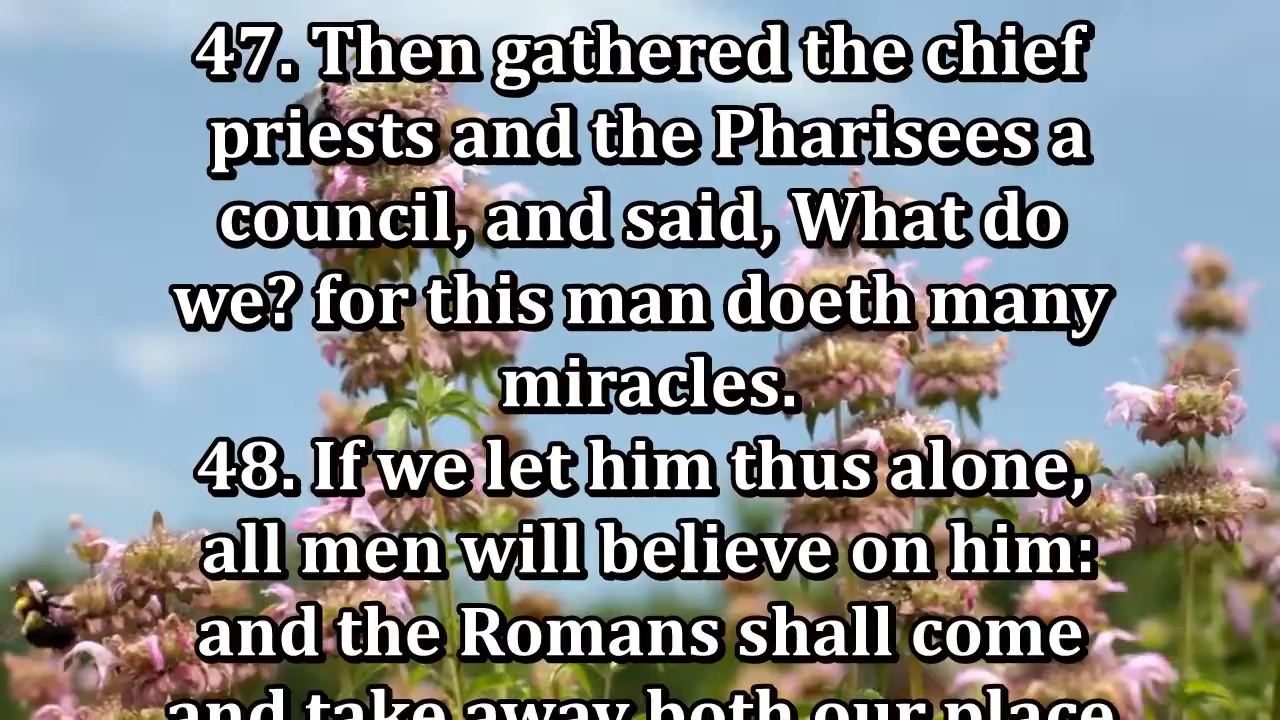 47. Then gathered the chief
priests and the Pharisees a
council, and said, What do
we? for this man doeth many
miracles.
48. If we let him thus alone,
all men will believe on him:
and the Romans shall come
and take away both our place